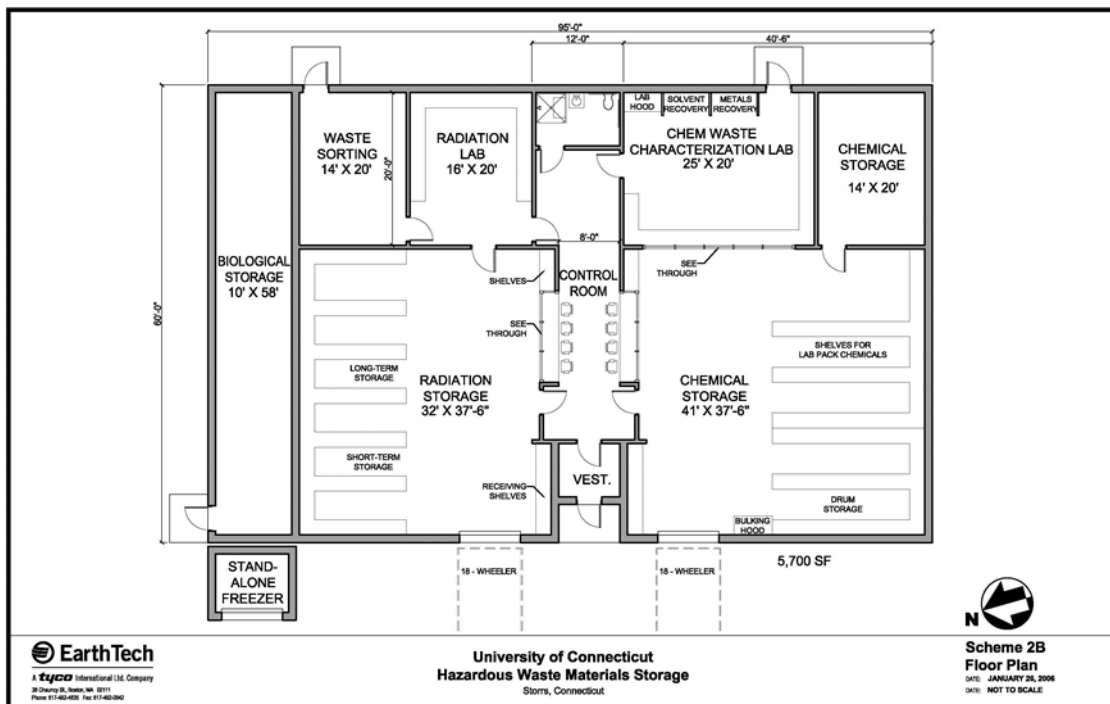 95'-0"
12'-0"
40'-6"
60'-0"
WASTE
SORTING
14' X 20'
20'-0"
RADIATION
LAB
16' X 20'
LAB
HOOD
SOLVENT
RECOVERY
METALS
RECOVERY
CHEM WASTE
CHARACTERIZATION LAB
25' X 20'
CHEMICAL
STORAGE
14' X 20'
BIOLOGICAL
STORAGE
10' X 58'
8'-0"
SHELVES
CONTROL
ROOM
SEE
THROUGH
SEE
THROUGH
LONG-TERM
STORAGE
RADIATION
STORAGE
32' X 37'-6"
CHEMICAL
STORAGE
41' X 37'-6"
SHELVES FOR
LAB PACK CHEMICALS
SHORT-TERM
STORAGE
RECEIVING
SHELVES
VEST.
DRUM
STORAGE
BULKING
HOOD
STAND-
ALONE
FREEZER
18 - WHEELER
18 - WHEELER
5,700 SF
N
EarthTech
A tyco International Ltd. Company
University of Connecticut
Hazardous Waste Materials Storage
Storrs, Connecticut
Scheme 2B
Floor Plan
DATE: JANUARY 26, 2006
DATE: NOT TO SCALE